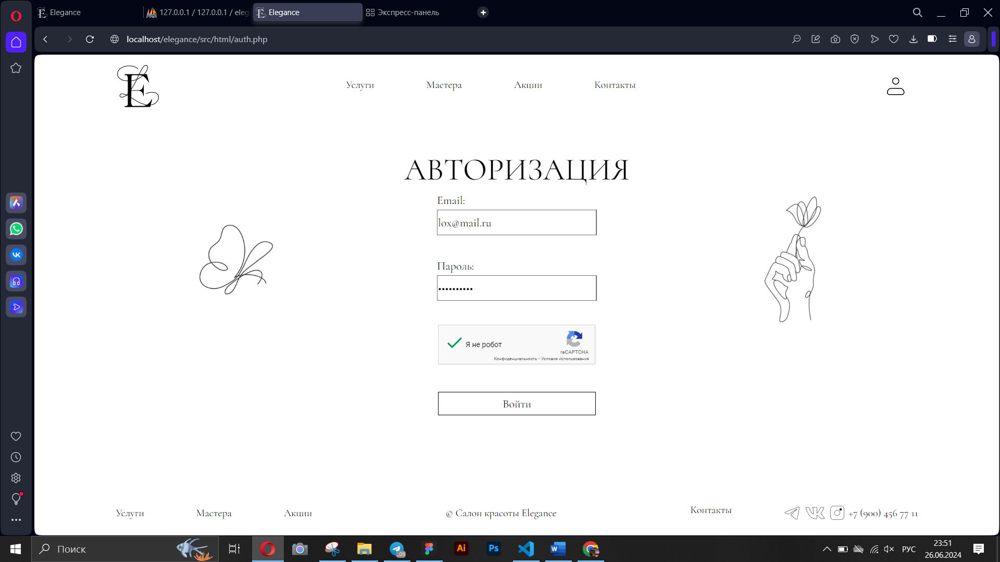 Elegance
127.0.0.1 / 127.0.0.1 / eleg
Elegance
Экспресс-панель
localhost/elegance/src/html/auth.php
E
Услуги
Мастера
Акции
Контакты
АВТОРИЗАЦИЯ
Email:
lox@mail.ru
Пароль:
••••••••••
Я не робот
reCAPTCHA
Конфиденциальность - Условия использования
Войти
Услуги
Мастера
Акции
© Салон красоты Elegance
Контакты
+7 (900) 456 77 11
Поиск
..09
Ai
Ps
W
РУС
23:51
26.06.2024